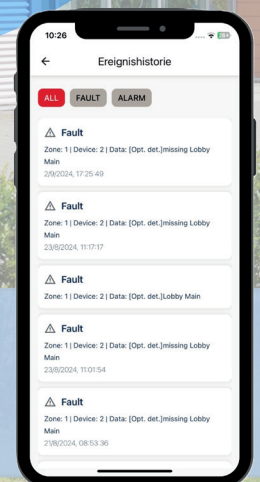 10:26
Ereignishistorie
ALL FAULT ALARM
Fault
Zone: 1 | Device: 2 | Data: [Opt. det.]missing Lobby
Main
2/9/2024, 17:25:49
Fault
Zone: 1 | Device: 2 | Data: [Opt. det.]missing Lobby
Main
23/8/2024, 11:17:17
Fault
Zone: 1 | Device: 2 | Data: [Opt. det.]Lobby Main
Fault
Zone: 1 | Device: 2 | Data: [Opt. det.]missing Lobby
Main
23/8/2024, 11:01:54
Fault
Zone: 1 | Device: 2 | Data: [Opt. det.]missing Lobby
Main
21/8/2024, 08:53:36